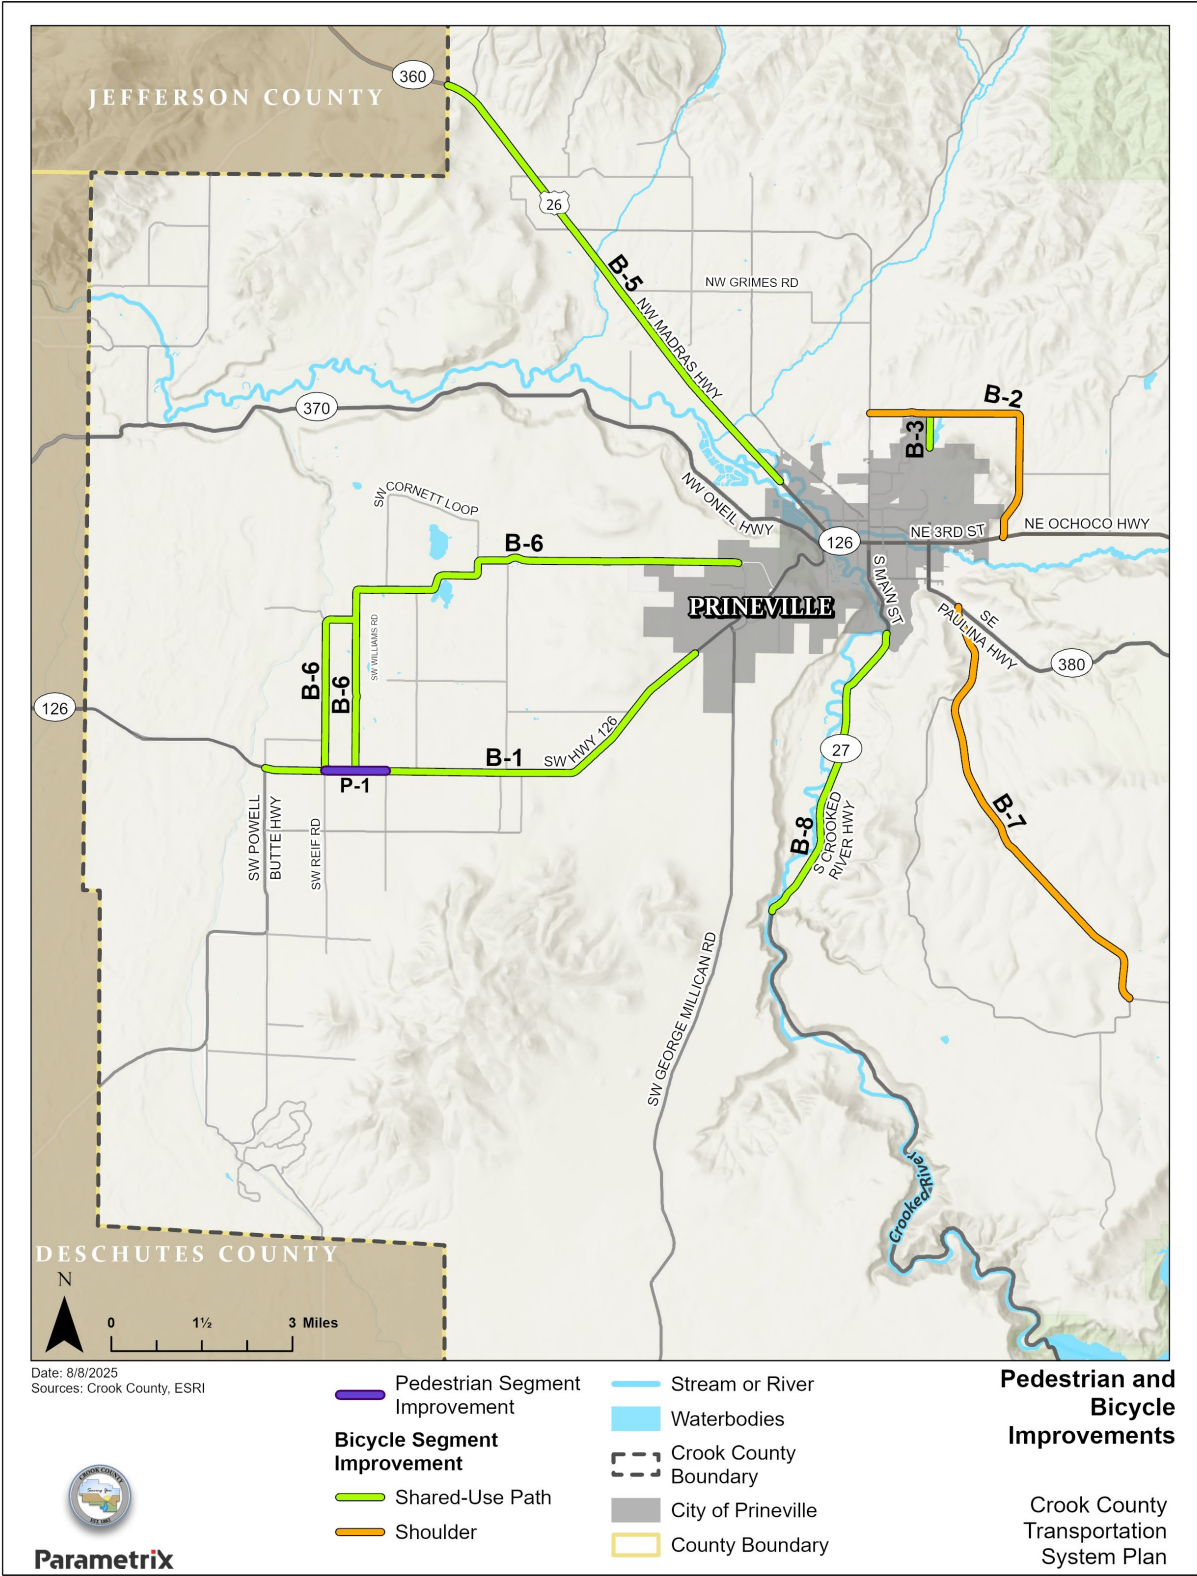 JEFFERSON COUNTY
360
26
B-5
NW GRIMES RD
NW MADRAS HWY
370
B-2
B-3
SW CORNETT LOOP
NW ONEIL HWY
NE 3RD ST
NE OCHOCO HWY
126
B-6
S MAIN ST
PRINEVILLE
SE
PAULINA HWY
380
SW WILLIAMS RD
B-6
B-6
126
SW HWY 126
B-1
P-1
27
B-7
B-8
S CROOKED
RIVER HWY
SW POWELL
BUTTE HWY
SW REIF RD
SW GEORGE MILLICAN RD
Crooked River
DESCHUTES COUNTY
N
0 1½ 3 Miles
Date: 8/8/2025
Sources: Crook County, ESRI
Pedestrian Segment
Improvement
Bicycle Segment
Improvement
Shared-Use Path
Shoulder
Stream or River
Waterbodies
Crook County
Boundary
City of Prineville
County Boundary
Pedestrian and
Bicycle
Improvements
Crook County
Transportation
System Plan
CROOK COUNTY
EST. 1882
Parametrix